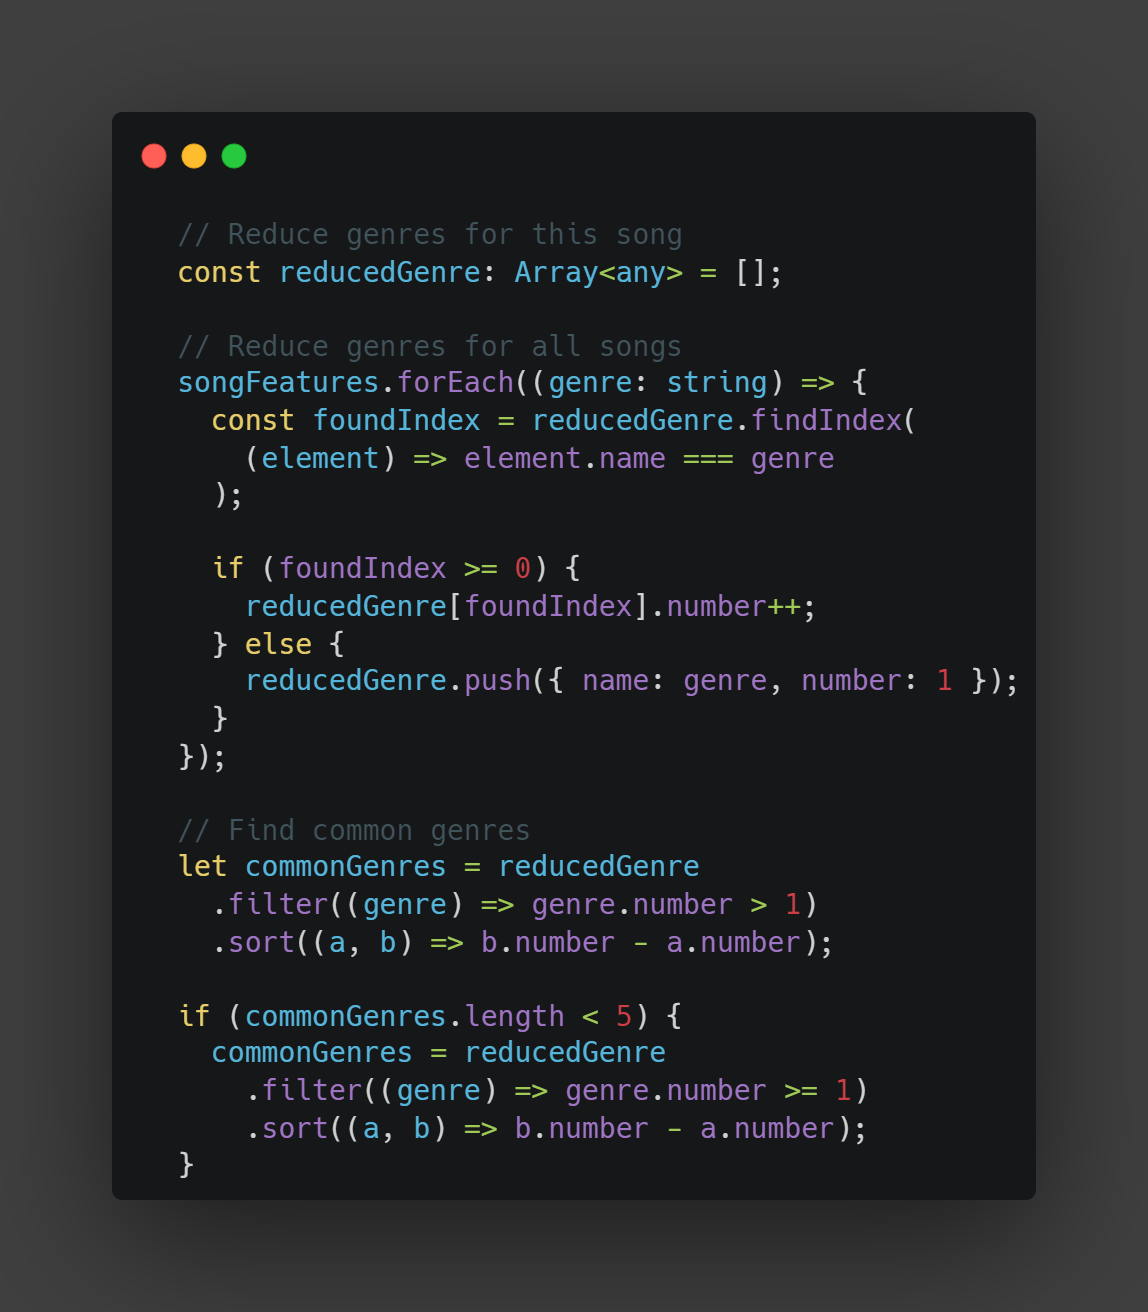 // Reduce genres for this song
const reducedGenre: Array<any> = [];
// Reduce genres for all songs
songFeatures.forEach((genre: string) => {
  const foundIndex = reducedGenre.findIndex(
    (element) => element.name === genre
  );
  if (foundIndex >= 0) {
    reducedGenre[foundIndex].number++;
  } else {
    reducedGenre.push({ name: genre, number: 1 });
  }
});
// Find common genres
let commonGenres = reducedGenre
  .filter((genre) => genre.number > 1)
  .sort((a, b) => b.number - a.number);
if (commonGenres.length < 5) {
  commonGenres = reducedGenre
    .filter((genre) => genre.number >= 1)
    .sort((a, b) => b.number - a.number);
}